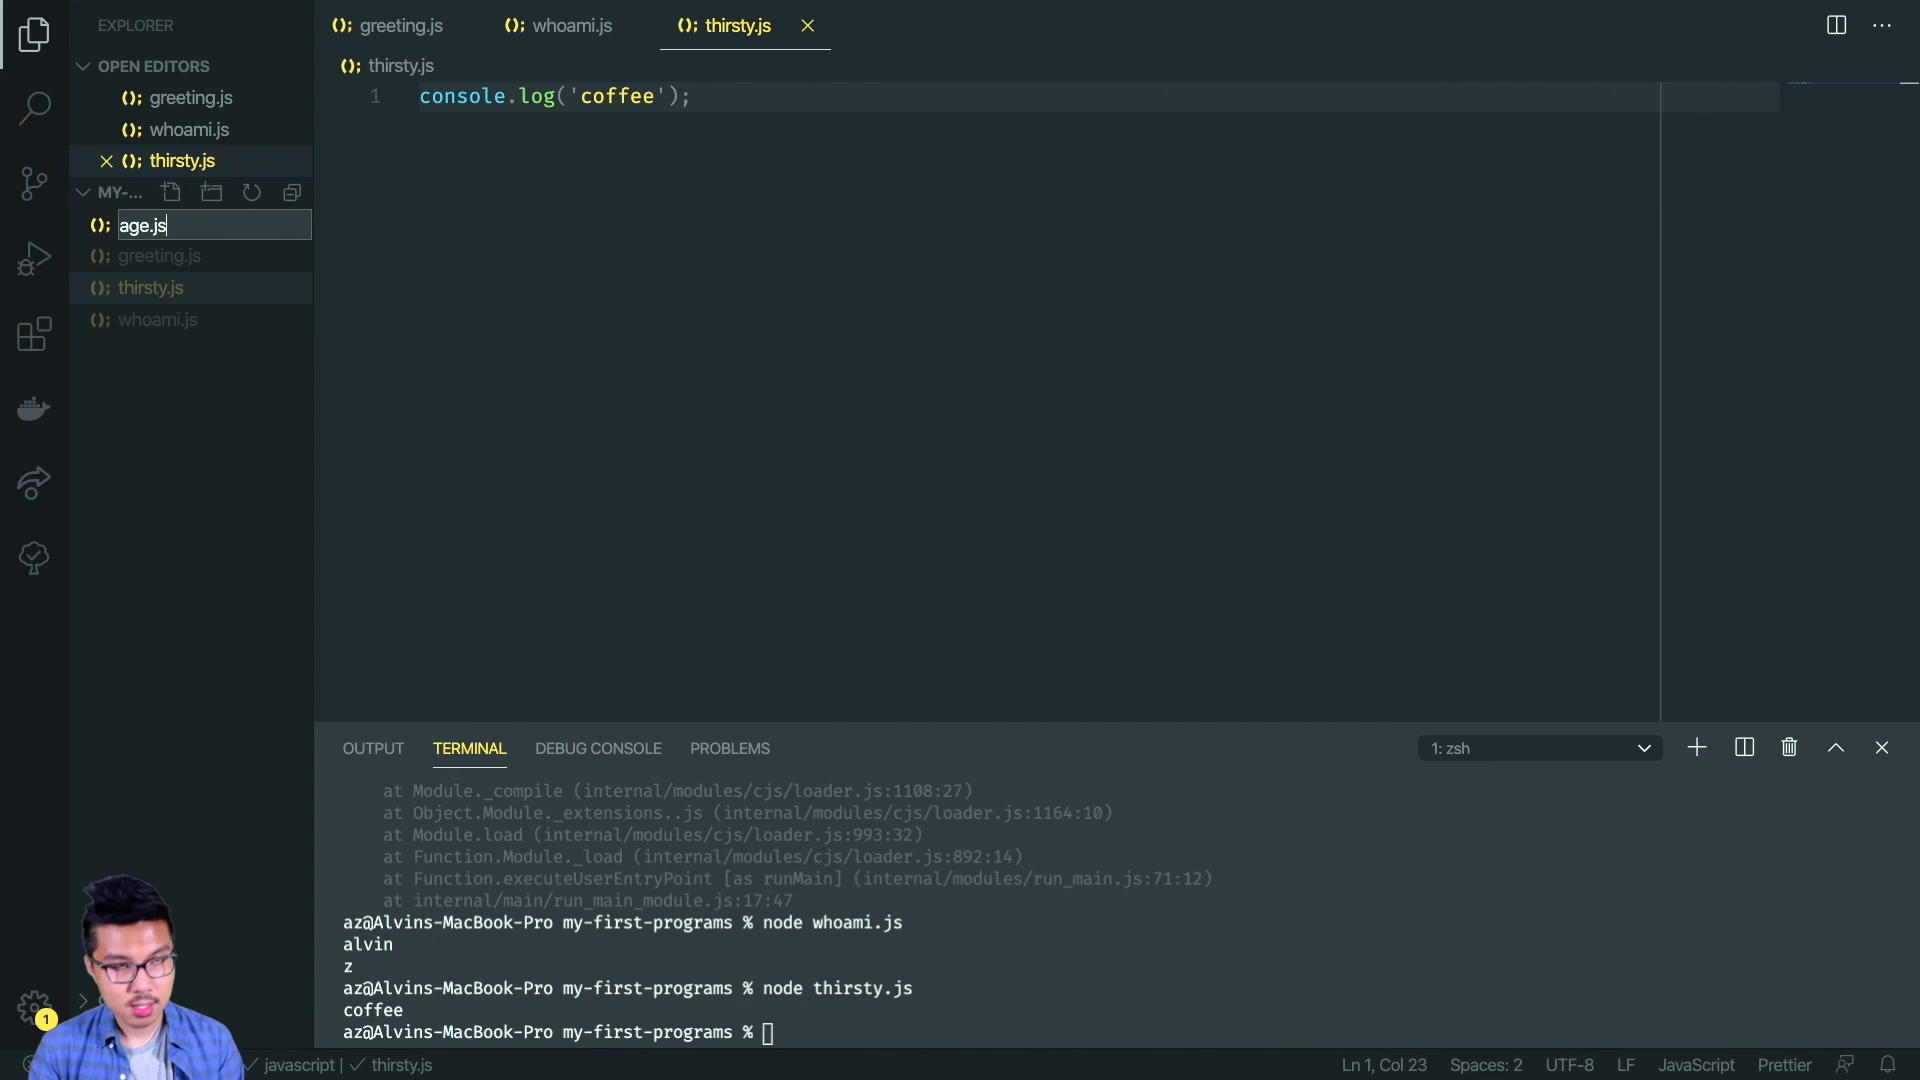 EXPLORER
OPEN EDITORS
greeting.js
whoami.js
thirsty.js
MY-...
age.js
greeting.js
thirsty.js
whoami.js
greeting.js
whoami.js
thirsty.js
thirsty.js
1 console.log('coffee');
OUTPUT TERMINAL DEBUG CONSOLE PROBLEMS
1: zsh
at Module._compile (internal/modules/cjs/loader.js:1108:27)
at Object.Module._extensions..js (internal/modules/cjs/loader.js:1164:10)
at Module.load (internal/modules/cjs/loader.js:993:32)
at Function.Module._load (internal/modules/cjs/loader.js:892:14)
at Function.executeUserEntryPoint [as runMain] (internal/modules/run_main.js:71:12)
at internal/main/run_main_module.js:17:47
az@Alvins-MacBook-Pro my-first-programs % node whoami.js
alvin
z
az@Alvins-MacBook-Pro my-first-programs % node thirsty.js
coffee
az@Alvins-MacBook-Pro my-first-programs %
1
javascript | ✓ thirsty.js
Ln 1, Col 23 Spaces: 2 UTF-8 LF JavaScript Prettier